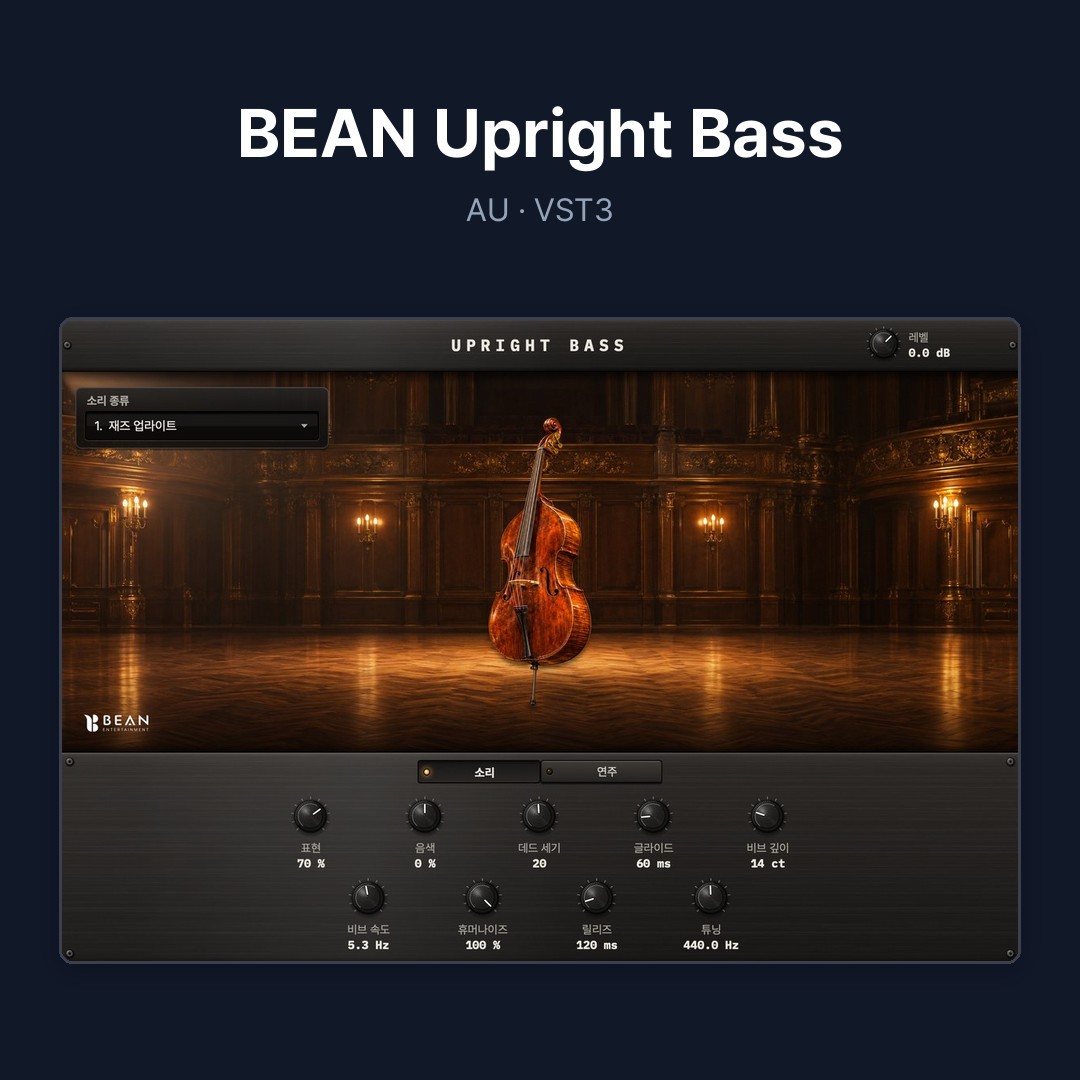 BEAN Upright Bass
AU · VST3
UPRIGHT BASS
레벨
0.0 dB
소리 종류
1. 재즈 업라이트
BEAN
ENTERTAINMENT
소리
연주
표현
음색
데드 세기
글라이드
비브 깊이
70 %
0 %
20
60 ms
14 ct
비브 속도
휴머나이즈
릴리즈
튜닝
5.3 Hz
100 %
120 ms
440.0 Hz